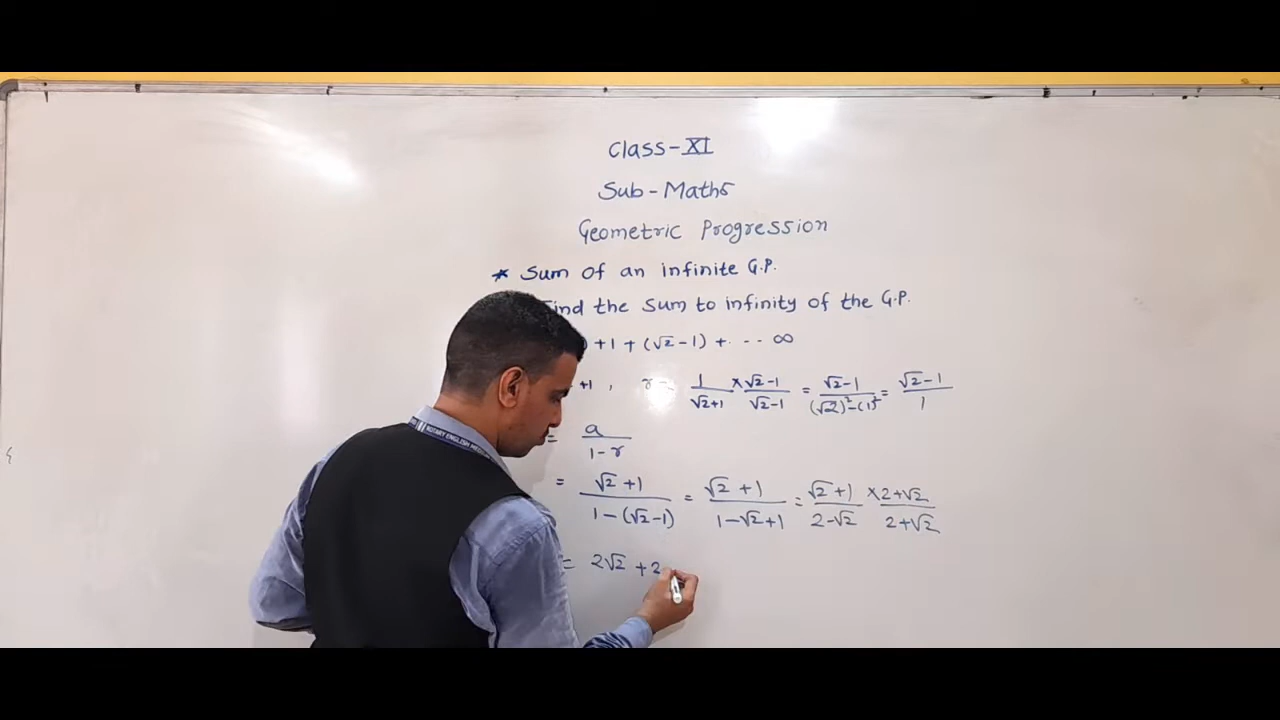 Class-XI
Sub-Maths
Geometric Progression
* Sum of an infinite G.P.
Find the Sum to infinity of the G.P.
+1 + (√2-1) + ... ∞
+1, r = 1/(√2+1) × (√2-1)/(√2-1) = (√2-1)/((√2)²-(1)²) = (√2-1)/1
= a/(1-r)
= (√2+1)/(1-(√2-1)) = (√2+1)/(1-√2+1) = (√2+1)/(2-√2) × (2+√2)/(2+√2)
= 2√2 + 2
ROTARY ENGLISH